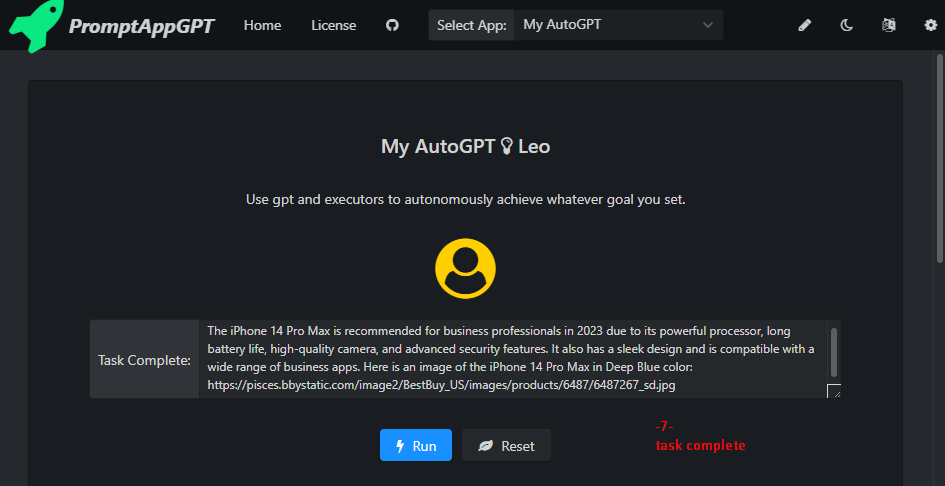 PromptAppGPT Home License Select App: My AutoGPT
My AutoGPT Leo
Use gpt and executors to autonomously achieve whatever goal you set.
Task Complete:
The iPhone 14 Pro Max is recommended for business professionals in 2023 due to its powerful processor, long
battery life, high-quality camera, and advanced security features. It also has a sleek design and is compatible with a
wide range of business apps. Here is an image of the iPhone 14 Pro Max in Deep Blue color:
https://pisces.bbystatic.com/image2/BestBuy_US/images/products/6487/6487267_sd.jpg
Run Reset
-7-
task complete